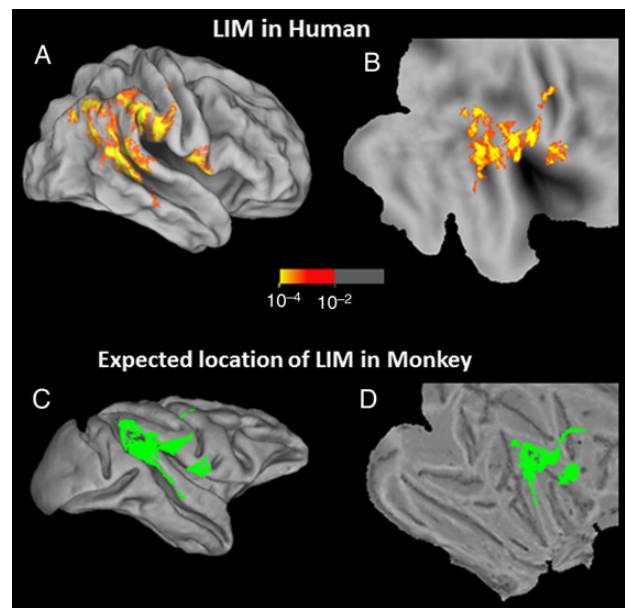 LIM in Human
A
B
10⁻⁴ 10⁻²
Expected location of LIM in Monkey
C
D